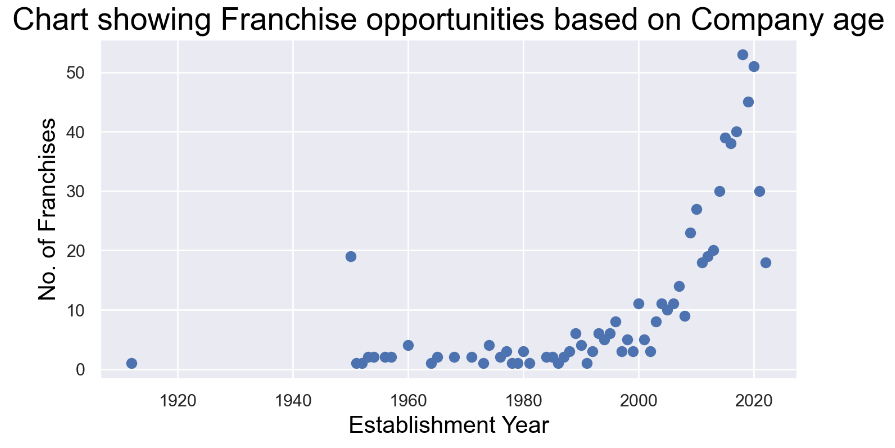 Chart showing Franchise opportunities based on Company age
50
40
30
20
10
0
No. of Franchises
1920 1940 1960 1980 2000 2020
Establishment Year